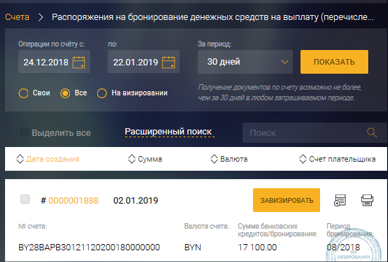 Счета > Распоряжения на бронирование денежных средств на выплату (перечисле...
Операции по счёту с: по: За период:
24.12.2018 22.01.2019 30 дней ПОКАЗАТЬ
Свои Все На визировании
Получение документов по счету возможно не более,
чем за 30 дней в любом запрашиваемом периоде.
Выделить все Расширенный поиск Поиск
Дата создания Сумма Валюта Счет плательщика
# 0000001888 02.01.2019 ЗАВИЗИРОВАТЬ
№ счета: Валюта счета: Сумма банковских кредитов/бронирования: Период бронирования:
BY28BAPB30121120200180000000 BYN 17 100.00 08/2018